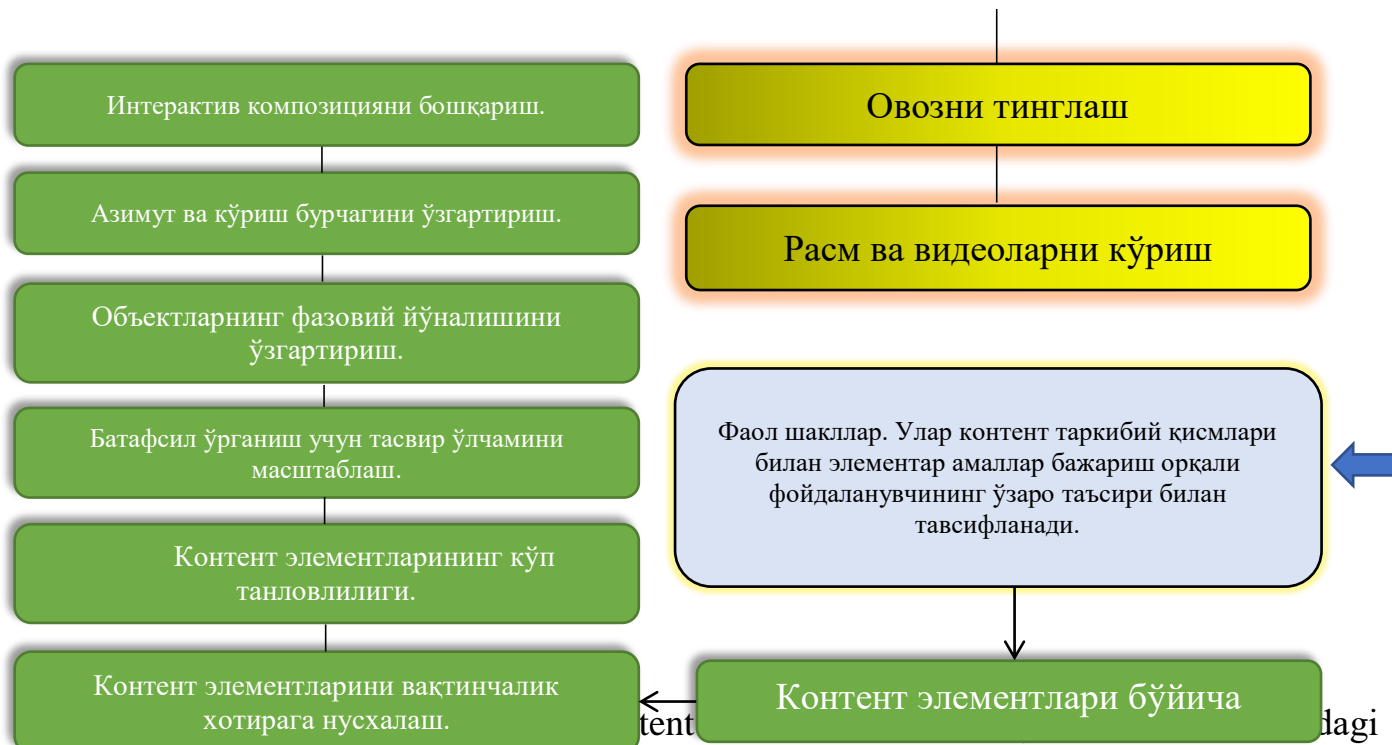 Интерактив композицияни бошқариш.
Азимут ва кўриш бурчагини ўзгартириш.
Объектларнинг фазовий йўналишини
ўзгартириш.
Батафсил ўрганиш учун тасвир ўлчамини
масштаблаш.
Контент элементларининг кўп
танловлилиги.
Контент элементларини вақтинчалик
хотирага нусхалаш.
Овозни тинглаш
Расм ва видеоларни кўриш
Фаол шакллар. Улар контент таркибий қисмлари
билан элементар амаллар бажариш орқали
фойдаланувчининг ўзаро таъсири билан
тавсифланади.
Контент элементлари бўйича
tent dagi